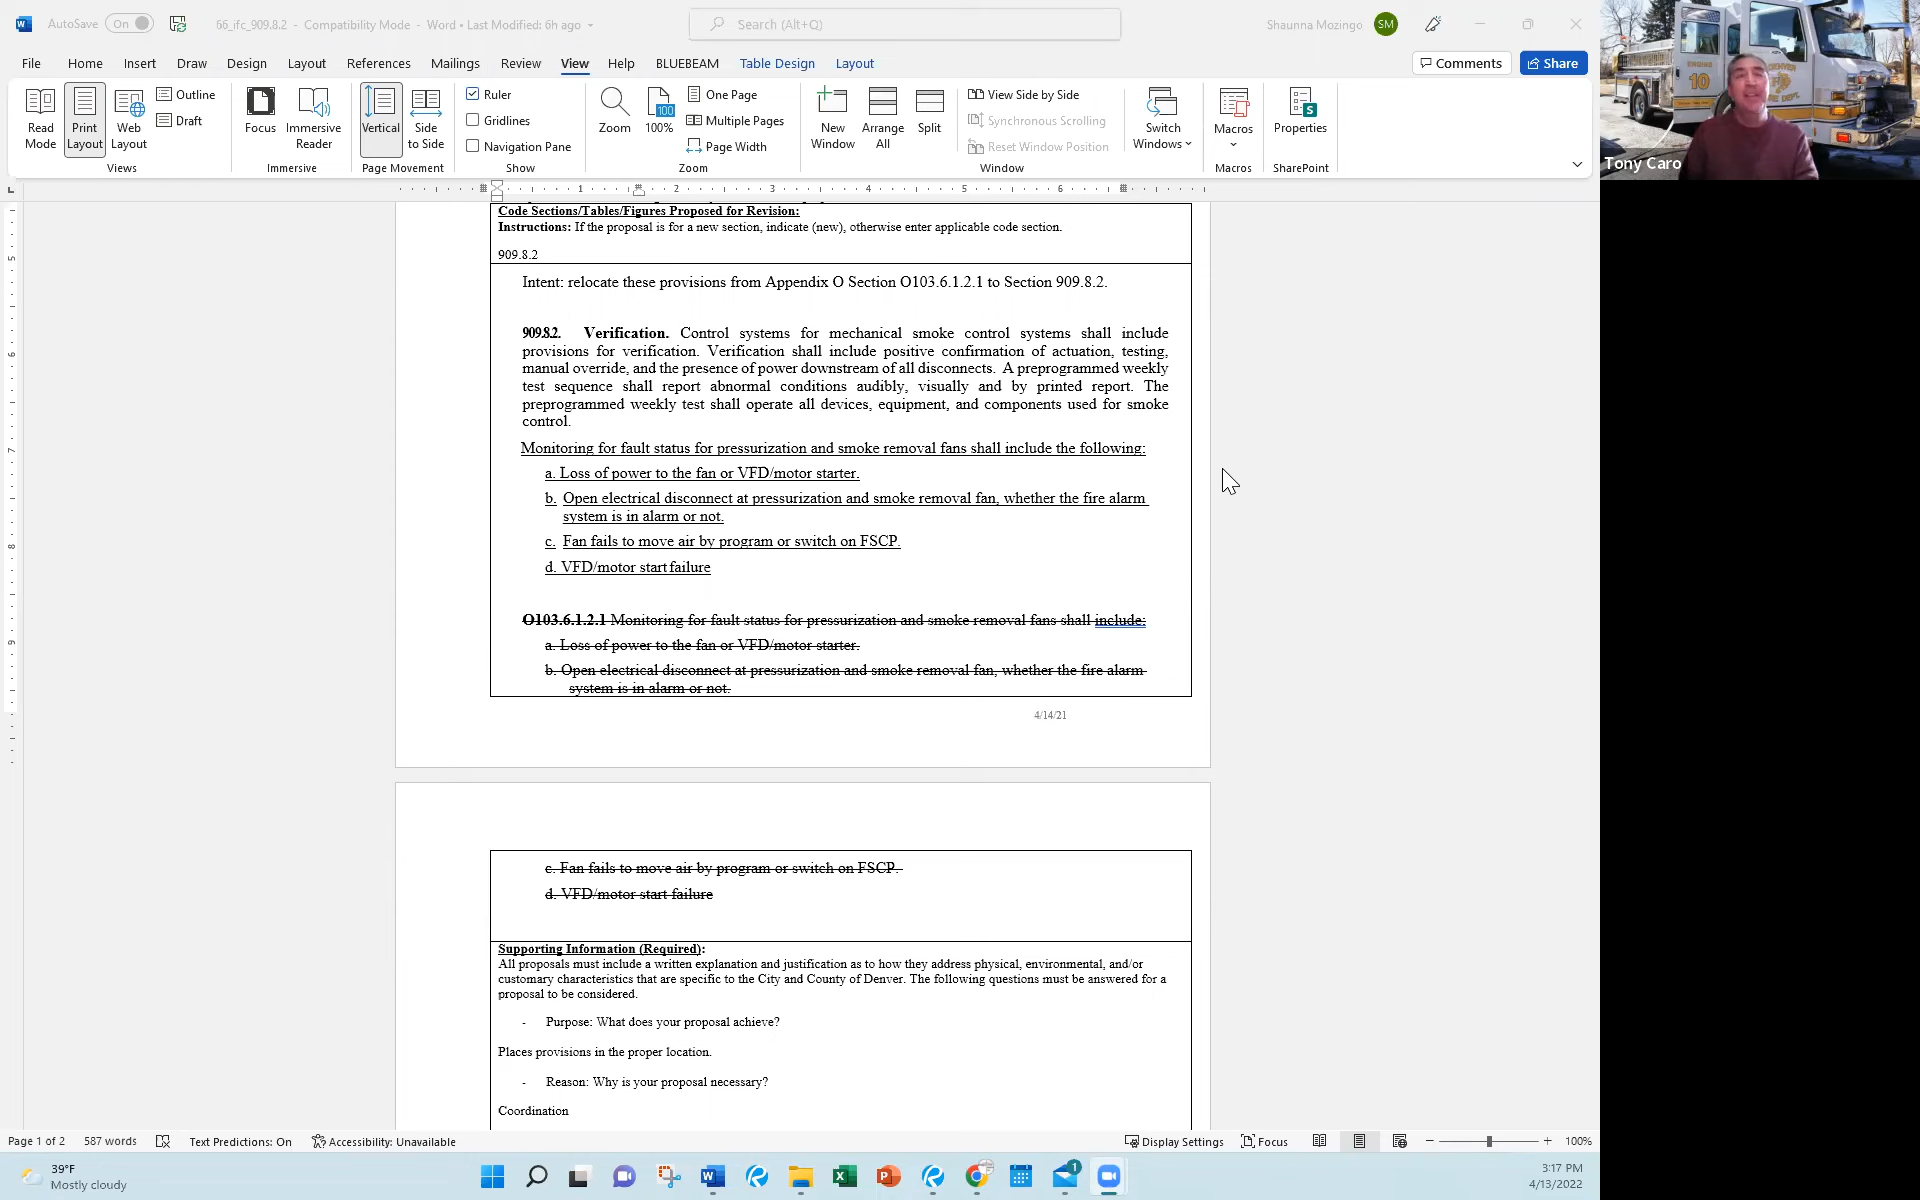 AutoSave On 66_ifc_909.8.2 - Compatibility Mode - Word • Last Modified: 6h ago Search (Alt+Q) Shaunna Mozingo SM
File Home Insert Draw Design Layout References Mailings Review View Help BLUEBEAM Table Design Layout Comments Share
Read Mode
Print Layout
Web Layout
Outline
Draft
Views
Focus
Immersive Reader
Immersive
Vertical
Side to Side
Page Movement
Ruler
Gridlines
Navigation Pane
Show
Zoom
100%
One Page
Multiple Pages
Page Width
Zoom
New Window
Arrange All
Split
View Side by Side
Synchronous Scrolling
Reset Window Position
Window
Switch Windows
Macros
Macros
Properties
SharePoint
10
Tony Caro
1 2 3 4 5 6
Code Sections/Tables/Figures Proposed for Revision:
Instructions: If the proposal is for a new section, indicate (new), otherwise enter applicable code section.
909.8.2
Intent: relocate these provisions from Appendix O Section O103.6.1.2.1 to Section 909.8.2.
909.8.2. Verification. Control systems for mechanical smoke control systems shall include
provisions for verification. Verification shall include positive confirmation of actuation, testing,
manual override, and the presence of power downstream of all disconnects. A preprogrammed weekly
test sequence shall report abnormal conditions audibly, visually and by printed report. The
preprogrammed weekly test shall operate all devices, equipment, and components used for smoke
control.
Monitoring for fault status for pressurization and smoke removal fans shall include the following:
a. Loss of power to the fan or VFD/motor starter.
b. Open electrical disconnect at pressurization and smoke removal fan, whether the fire alarm
system is in alarm or not.
c. Fan fails to move air by program or switch on FSCP.
d. VFD/motor start failure
O103.6.1.2.1 Monitoring for fault status for pressurization and smoke removal fans shall include:
a. Loss of power to the fan or VFD/motor starter.
b. Open electrical disconnect at pressurization and smoke removal fan, whether the fire alarm
system is in alarm or not.
4/14/21
c. Fan fails to move air by program or switch on FSCP.
d. VFD/motor start failure
Supporting Information (Required):
All proposals must include a written explanation and justification as to how they address physical, environmental, and/or
customary characteristics that are specific to the City and County of Denver. The following questions must be answered for a
proposal to be considered.
- Purpose: What does your proposal achieve?
Places provisions in the proper location.
- Reason: Why is your proposal necessary?
Coordination
Page 1 of 2 587 words Text Predictions: On Accessibility: Unavailable Display Settings Focus 100%
39°F
Mostly cloudy
1
3:17 PM
4/13/2022